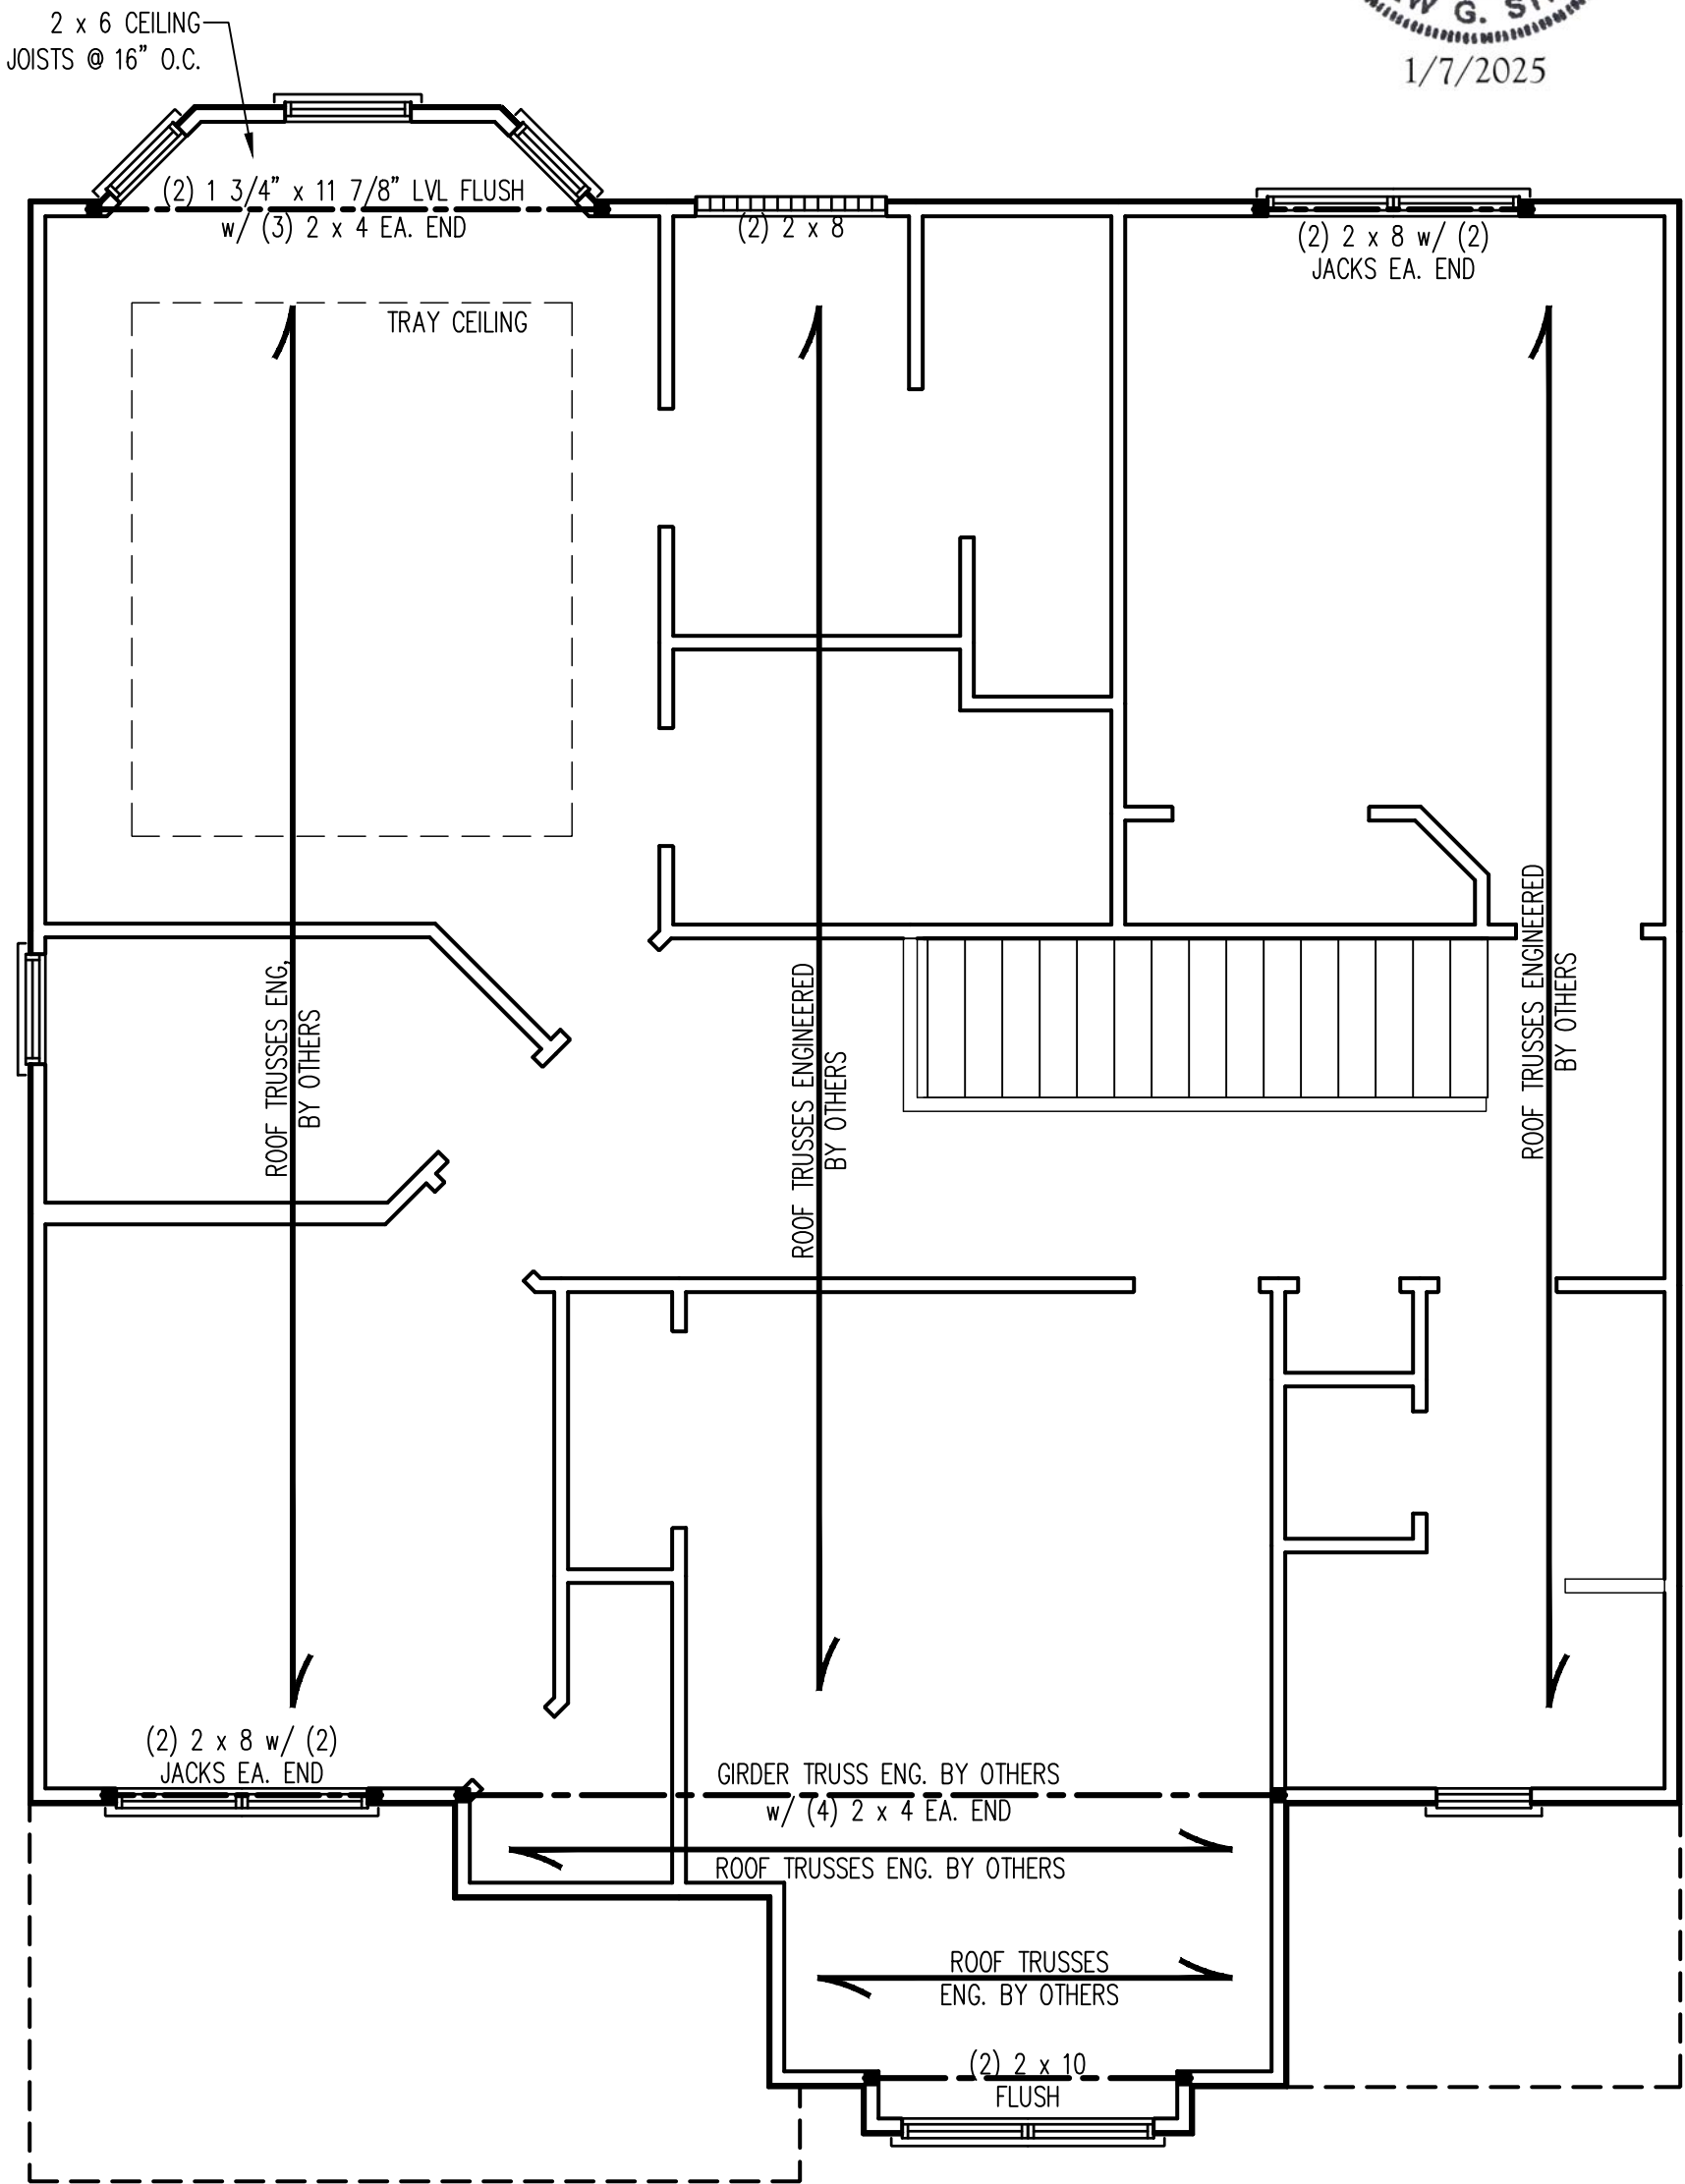 2 x 6 CEILING
JOISTS @ 16" O.C.
G.
1/7/2025
(2) 1 3/4" x 11 7/8" LVL FLUSH
w/ (3) 2 x 4 EA. END
(2) 2 x 8
(2) 2 x 8 w/ (2)
JACKS EA. END
TRAY CEILING
ROOF TRUSSES ENG,
BY OTHERS
ROOF TRUSSES ENGINEERED
BY OTHERS
ROOF TRUSSES ENGINEERED
BY OTHERS
(2) 2 x 8 w/ (2)
JACKS EA. END
GIRDER TRUSS ENG. BY OTHERS
w/ (4) 2 x 4 EA. END
ROOF TRUSSES ENG. BY OTHERS
ROOF TRUSSES
ENG. BY OTHERS
(2) 2 x 10
FLUSH